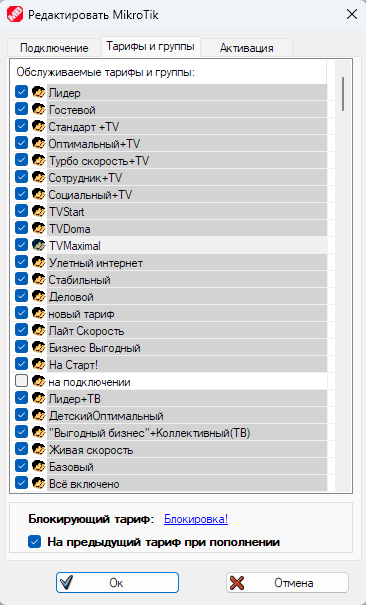 Редактировать MikroTik
Подключение
Тарифы и группы
Активация
Обслуживаемые тарифы и группы:
Лидер
Гостевой
Стандарт +TV
Оптимальный+TV
Турбо скорость+TV
Сотрудник+TV
Социальный+TV
TVStart
TVDoma
TVMaximal
Улетный интернет
Стабильный
Деловой
новый тариф
Лайт Скорость
Бизнес Выгодный
На Старт!
на подключении
Лидер+ТВ
ДетскийОптимальный
"Выгодный бизнес"+Коллективный(ТВ)
Живая скорость
Базовый
Всё включено
Блокирующий тариф: Блокировка!
На предыдущий тариф при пополнении
Ок
Отмена